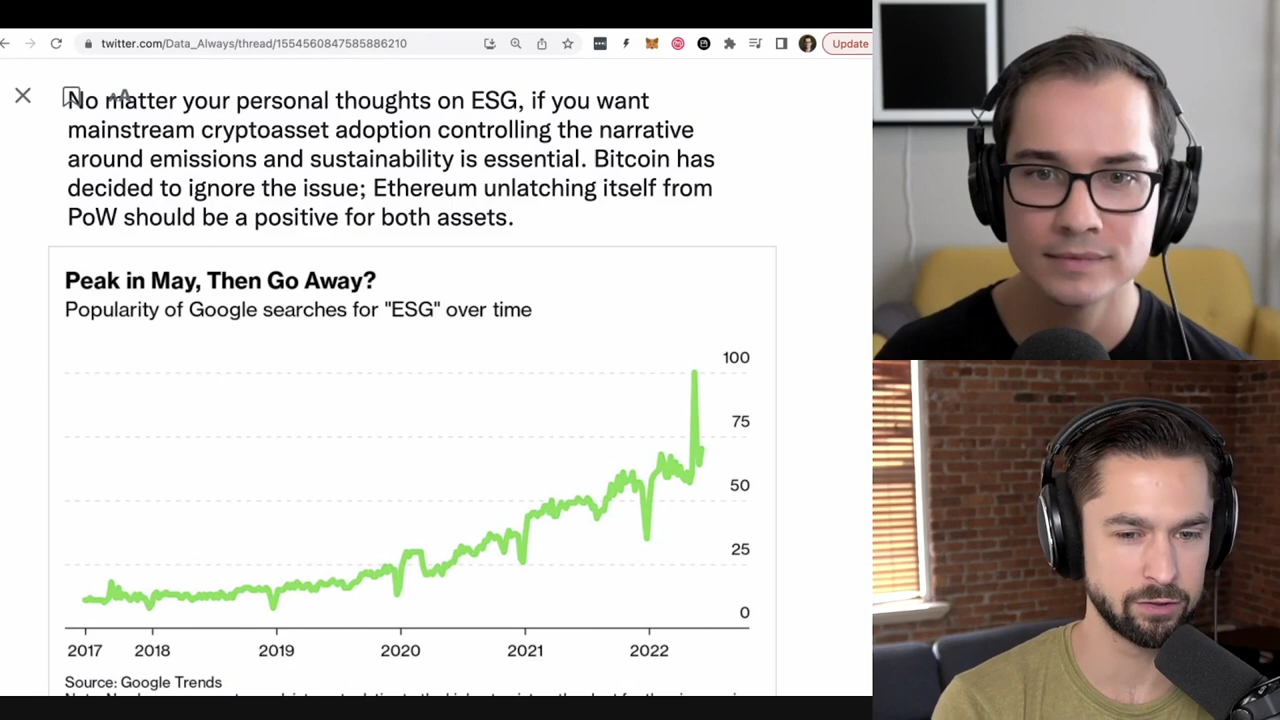 twitter.com/Data_Always/thread/1554560847585886210
Update
AA
No matter your personal thoughts on ESG, if you want
mainstream cryptoasset adoption controlling the narrative
around emissions and sustainability is essential. Bitcoin has
decided to ignore the issue; Ethereum unlatching itself from
PoW should be a positive for both assets.
Peak in May, Then Go Away?
Popularity of Google searches for "ESG" over time
100
75
50
25
0
2017 2018 2019 2020 2021 2022
Source: Google Trends